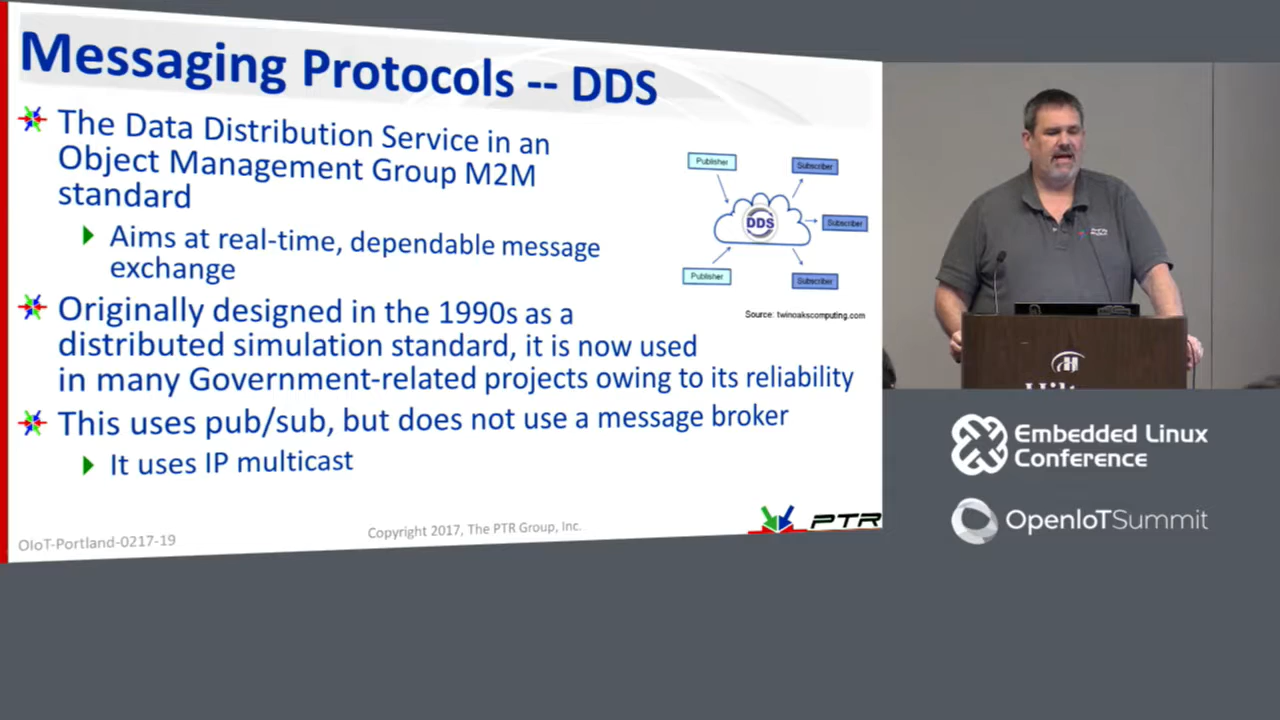 Messaging Protocols -- DDS
The Data Distribution Service in an
Object Management Group M2M
standard
Aims at real-time, dependable message
exchange
Originally designed in the 1990s as a
distributed simulation standard, it is now used
in many Government-related projects owing to its reliability
This uses pub/sub, but does not use a message broker
It uses IP multicast
Publisher
Subscriber
DDS
Subscriber
Publisher
Subscriber
Source: twinoakscomputing.com
OIoT-Portland-0217-19
Copyright 2017, The PTR Group, Inc.
PTR
Embedded Linux
Conference
OpenIoTSummit